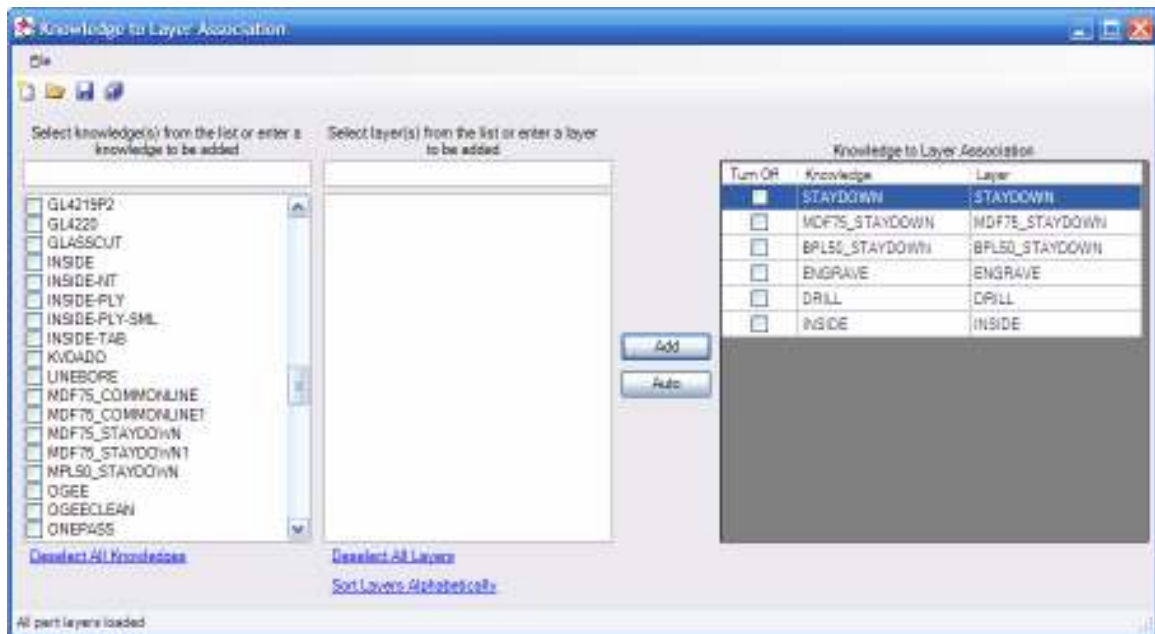 Knowledge to Layer Association
File
Select knowledge(s) from the list or enter a
knowledge to be added
Select layer(s) from the list or enter a layer
to be added
GL4219P2
GL4220
GLASSCUT
INSIDE
INSIDE-NT
INSIDE-PLY
INSIDE-PLY-SML
INSIDE-TAB
KVDADO
LINEBORE
MDF75_COMMONLINE
MDF75_COMMONLINE1
MDF75_STAYDOWN
MDF75_STAYDOWN1
MPL50_STAYDOWN
OGEE
OGEECLEAN
ONEPASS
Deselect All Knowledges
Deselect All Layers
Sort Layers Alphabetically
Add
Auto
Knowledge to Layer Association
Turn Off Knowledge Layer
STAYDOWN STAYDOWN
MDF75_STAYDOWN MDF75_STAYDOWN
BPL50_STAYDOWN BPL50_STAYDOWN
ENGRAVE ENGRAVE
DRILL DRILL
INSIDE INSIDE
All part layers loaded